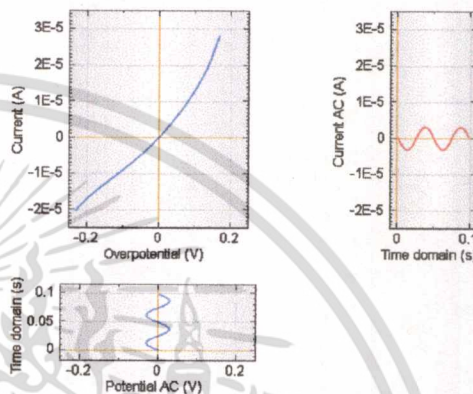 3E-5
2E-5
1E-5
0
-1E-5
-2E-5
Current (A)
-0.2 0 0.2
Overpotential (V)
3E-5
2E-5
1E-5
0
-1E-5
-2E-5
Current AC (A)
0 0.1
Time domain (s)
0.1
0.05
0
Time domain (s)
-0.2 0 0.2
Potential AC (V)